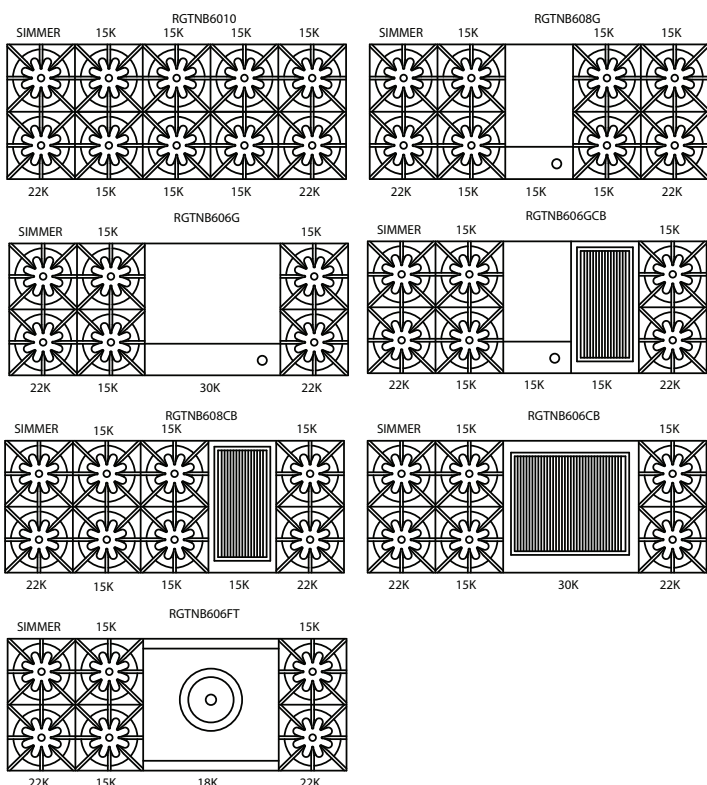 RGTNB6010
SIMMER 15K 15K 15K 15K
22K 15K 15K 15K 22K
RGTNB608G
SIMMER 15K 15K 15K
22K 15K 15K 15K 22K
RGTNB606G
SIMMER 15K 15K
22K 15K 30K 22K
RGTNB606GCB
SIMMER 15K 15K
22K 15K 15K 15K 22K
RGTNB608CB
SIMMER 15K 15K 15K
22K 15K 15K 15K 22K
RGTNB606CB
SIMMER 15K 15K
22K 15K 30K 22K
RGTNB606FT
SIMMER 15K 15K
22K 15K 18K 22K